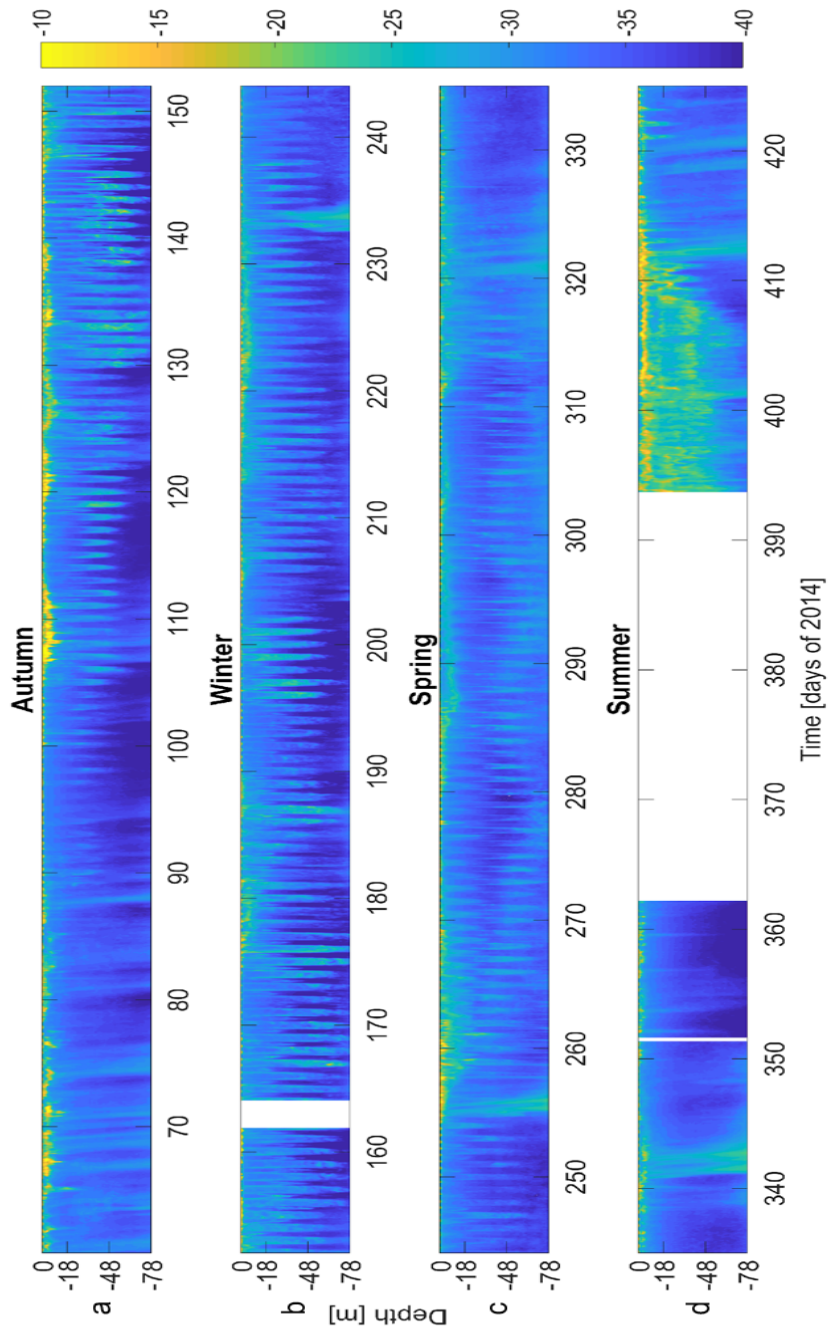 -10 -15 -20 -25 -30 -35 -40
Autumn
0
-18
-48
-78
a
70 80 90 100 110 120 130 140 150
Winter
0
-18
-48
-78
b
160 170 180 190 200 210 220 230 240
Spring
0
-18
-48
-78
c
250 260 270 280 290 300 310 320 330
Summer
0
-18
-48
-78
d
340 350 360 370 380 390 400 410 420
Depth [m]
Time [days of 2014]